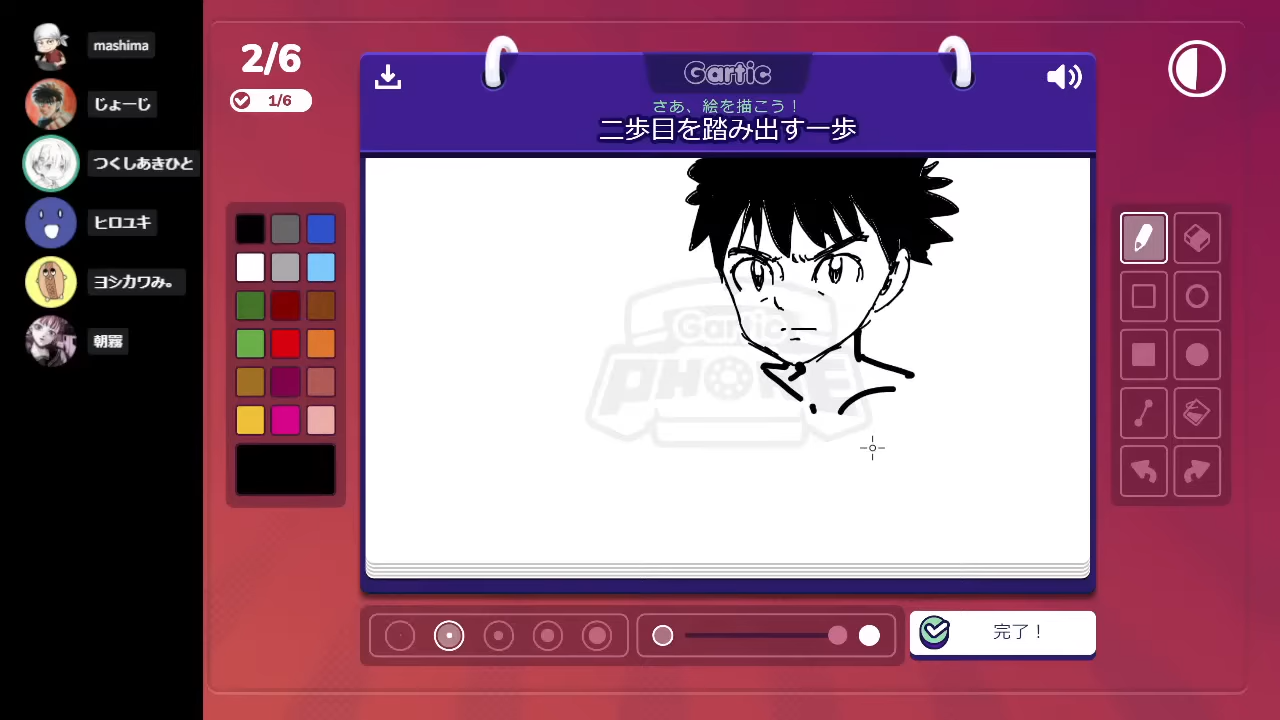 mashima
じょーじ
つくしあきひと
ヒロユキ
ヨシカワみ。
朝霧
2/6
1/6
Gartic
さあ、絵を描こう！
二歩目を踏み出す一歩
Gartic
PHONE
完了！